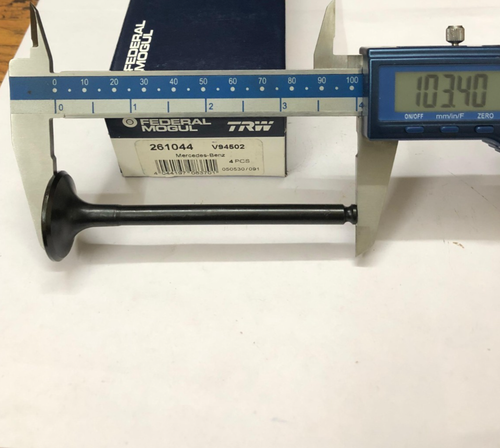 FEDERAL
MOGUL
0 10 20 30 40 50 60 70 80 90 100
0 1 2 3 4
103.40
ON/OFF mm/in/F ZERO
FEDERAL
MOGUL
TRW
261044 V94502
Mercedes-Benz
4 PCS